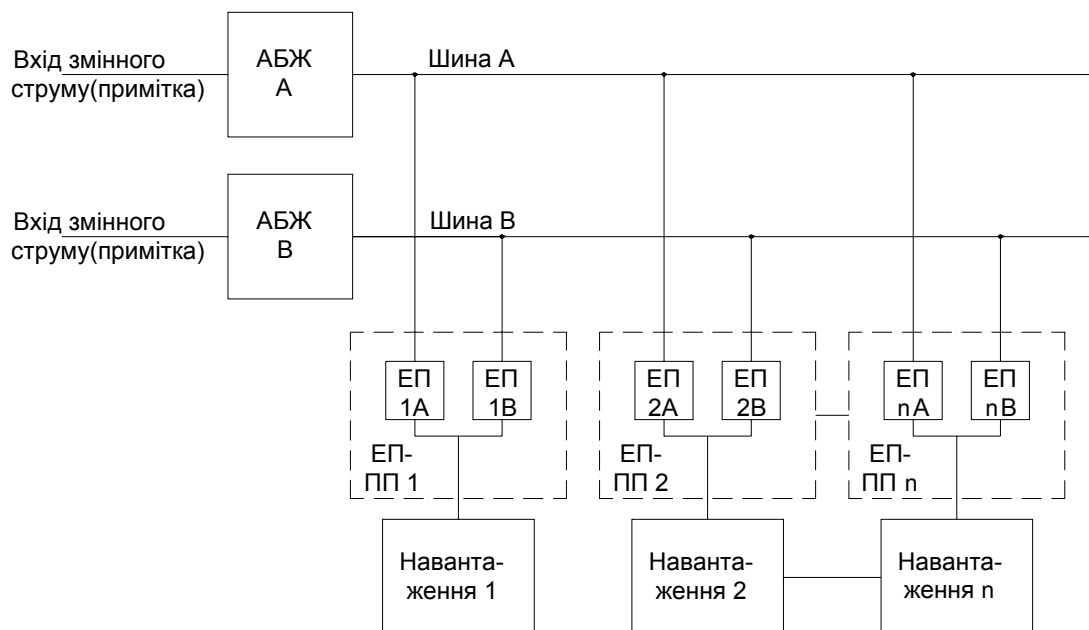 Вхід змінного
струму(примітка)
АБЖ
А
Шина А
Вхід змінного
струму(примітка)
АБЖ
В
Шина В
ЕП
1А
ЕП
1В
ЕП-
ПП 1
ЕП
2А
ЕП
2В
ЕП-
ПП 2
ЕП
nА
ЕП
nВ
ЕП-
ПП n
Наванта-
ження 1
Наванта-
ження 2
Наванта-
ження n